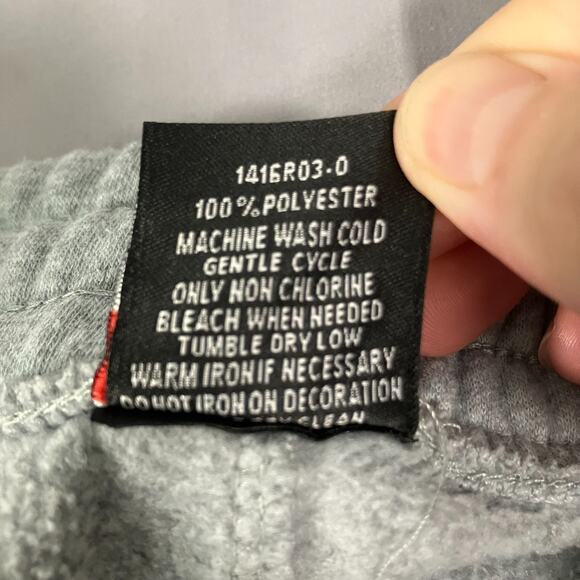 1416R03-0
100%POLYESTER
MACHINE WASH COLD
GENTLE CYCLE
ONLY NON CHLORINE
BLEACH WHEN NEEDED
TUMBLE DRY LOW
WARM IRON IF NECESSARY
DO NOT IRON ON DECORATION
CLEAN